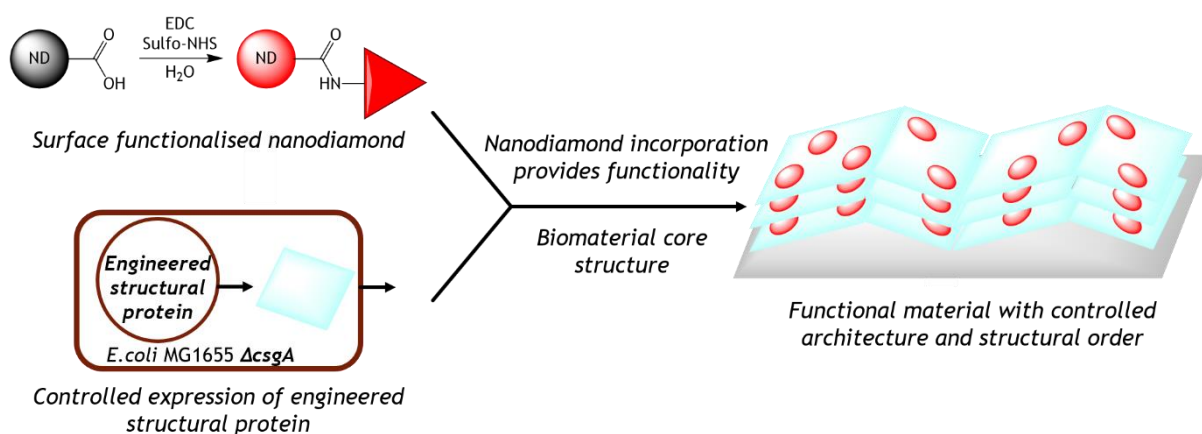 EDC
Sulfo-NHS
H₂O
ND
O
OH
ND
O
HN
Surface functionalised nanodiamond
Engineered
structural
protein
E.coli MG1655 ΔcsgA
Controlled expression of engineered
structural protein
Nanodiamond incorporation
provides functionality
Biomaterial core
structure
Functional material with controlled
architecture and structural order